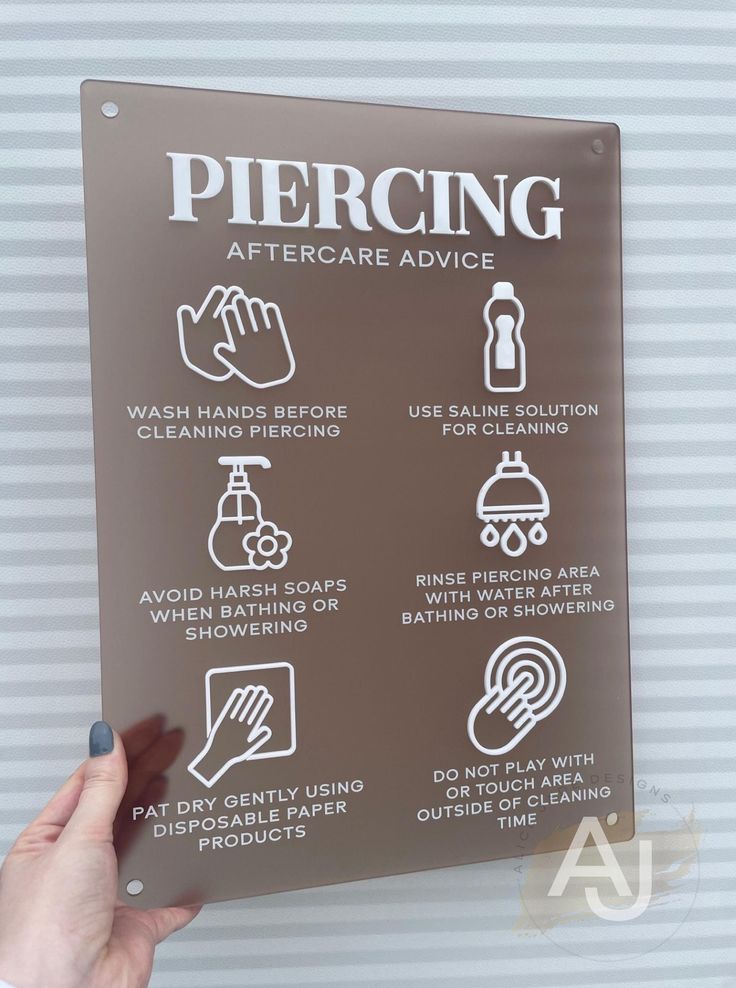 PIERCING
AFTERCARE ADVICE
WASH HANDS BEFORE
CLEANING PIERCING
USE SALINE SOLUTION
FOR CLEANING
AVOID HARSH SOAPS
WHEN BATHING OR
SHOWERING
RINSE PIERCING AREA
WITH WATER AFTER
BATHING OR SHOWERING
PAT DRY GENTLY USING
DISPOSABLE PAPER
PRODUCTS
DO NOT PLAY WITH
OR TOUCH AREA
OUTSIDE OF CLEANING
TIME
DESIGNS
AJ